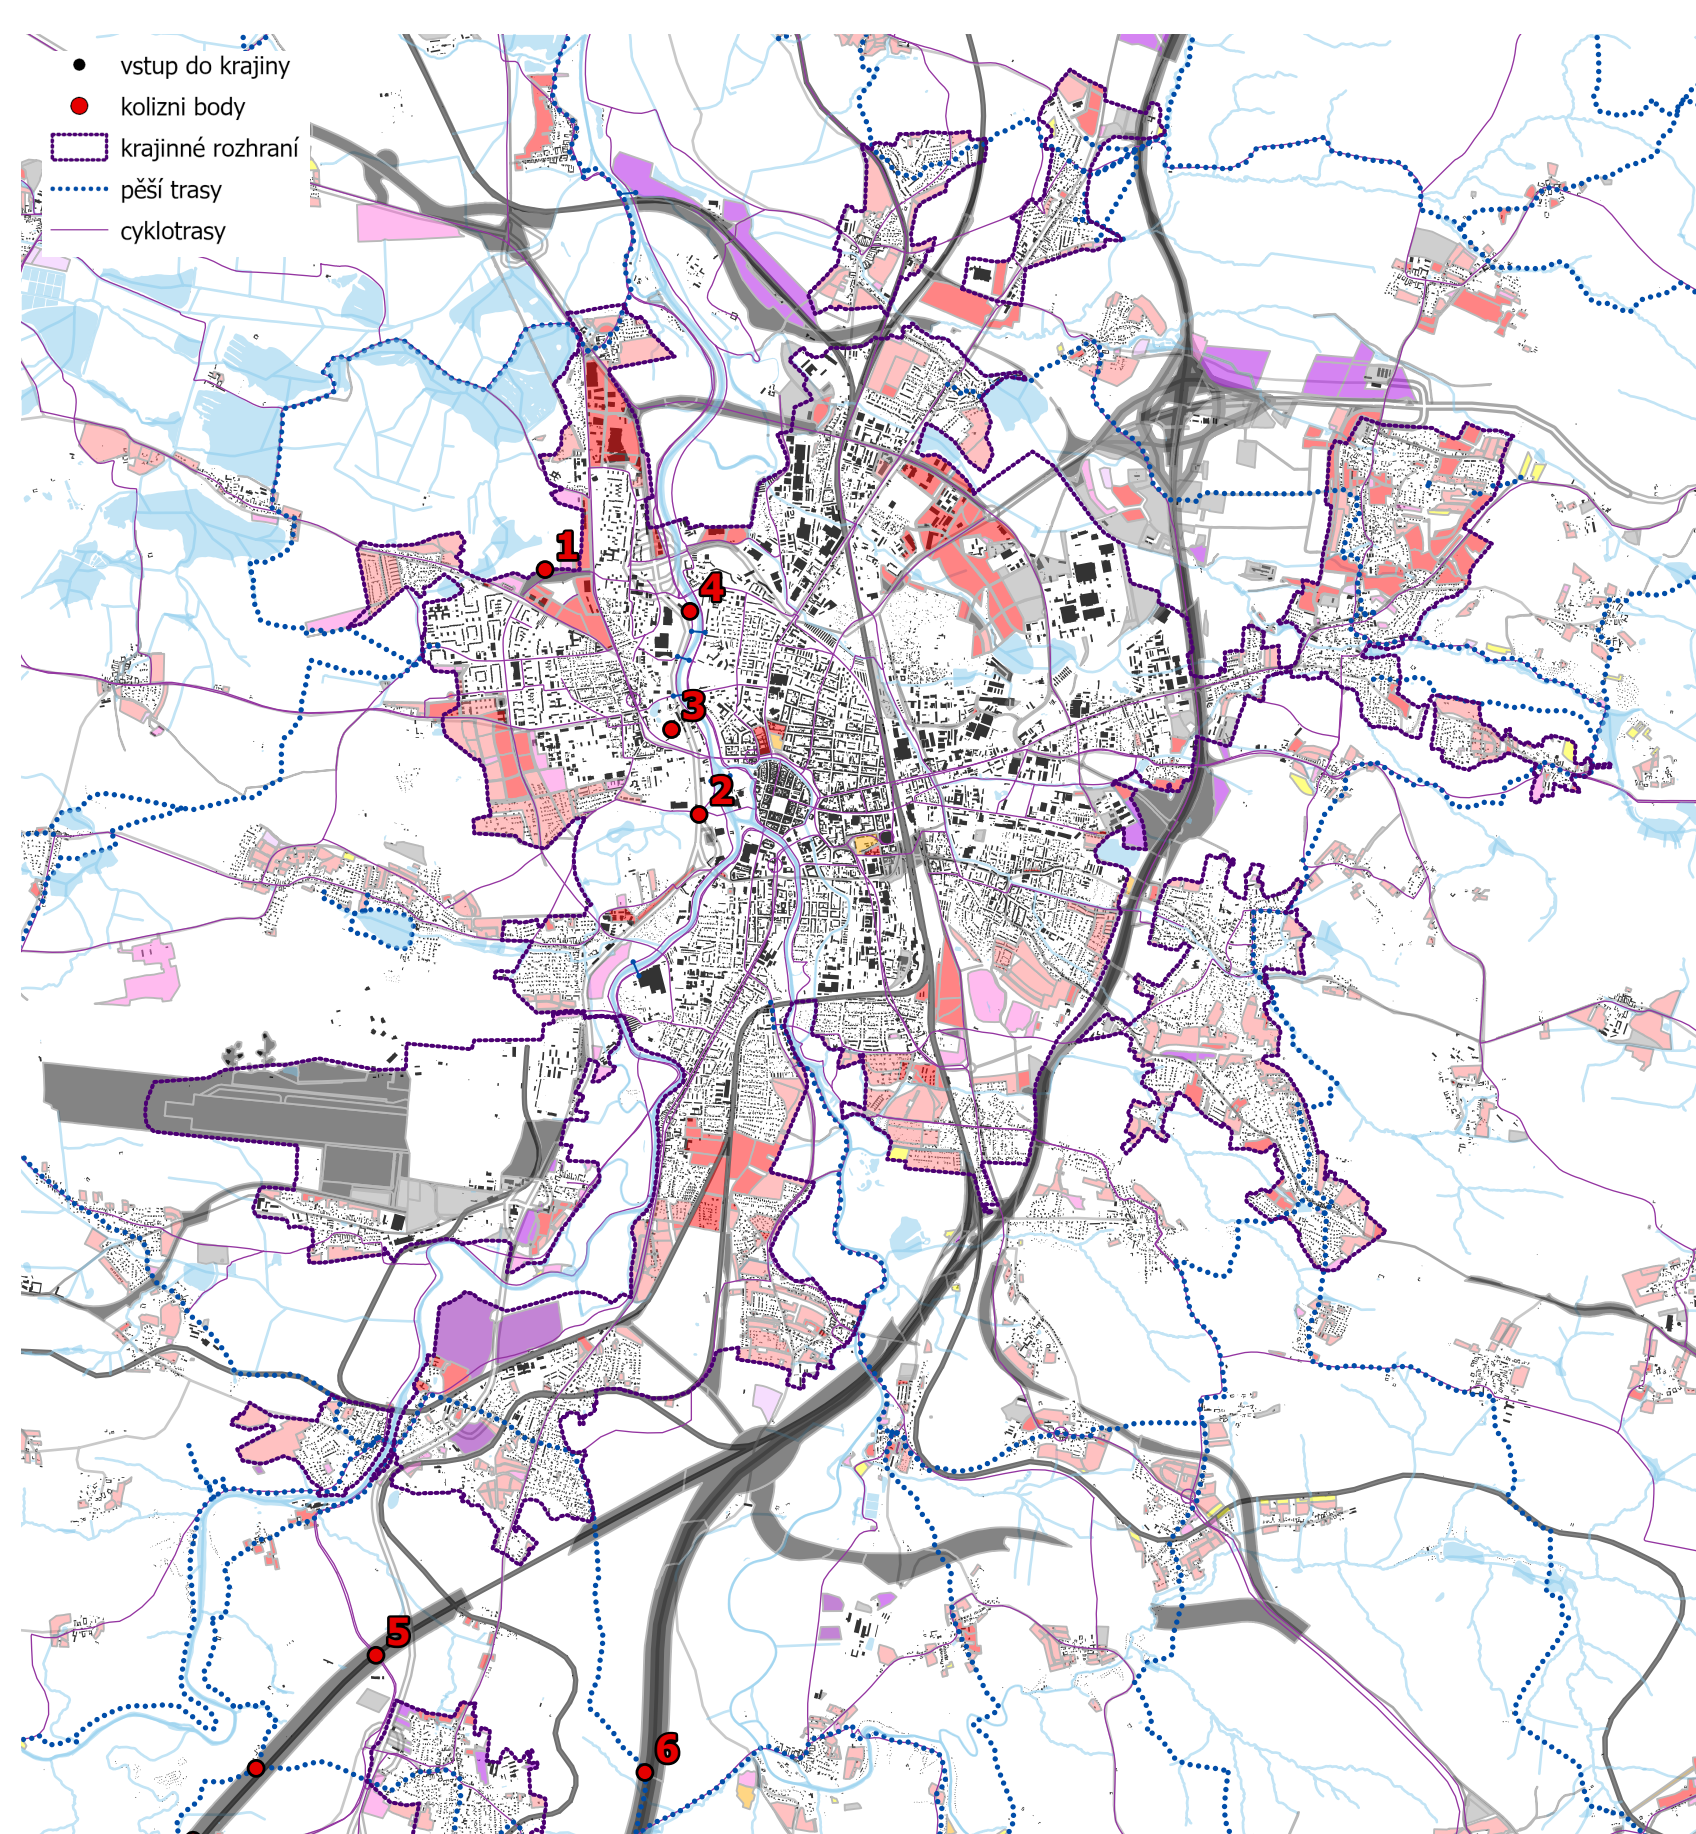 vstup do krajiny
kolizni body
krajinné rozhraní
pěší trasy
cyklotrasy
1
4
3
2
5
6